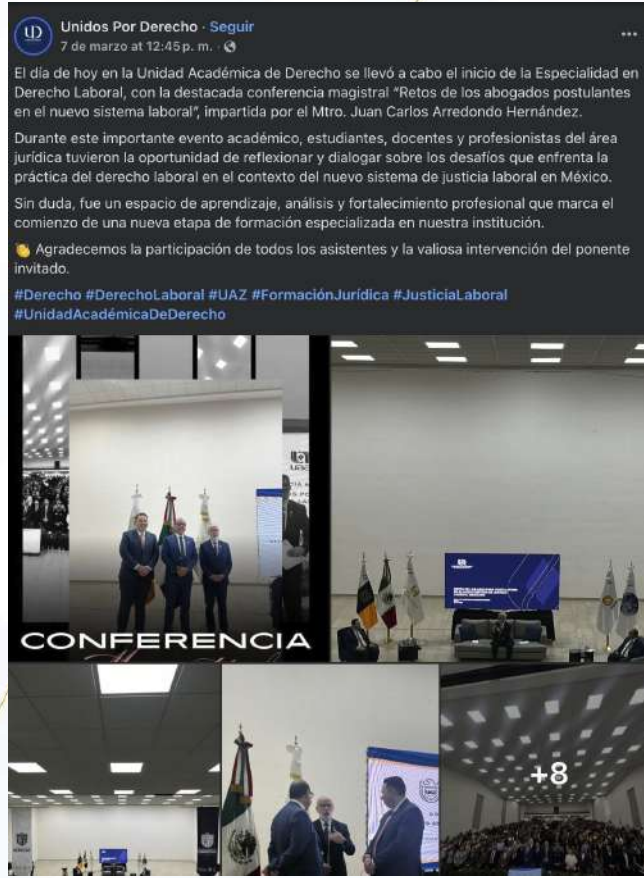 Unidos Por Derecho · Seguir
7 de marzo at 12:45 p. m. ·
El día de hoy en la Unidad Académica de Derecho se llevó a cabo el inicio de la Especialidad en
Derecho Laboral, con la destacada conferencia magistral “Retos de los abogados postulantes
en el nuevo sistema laboral”, impartida por el Mtro. Juan Carlos Arredondo Hernández.
Durante este importante evento académico, estudiantes, docentes y profesionistas del área
jurídica tuvieron la oportunidad de reflexionar y dialogar sobre los desafíos que enfrenta la
práctica del derecho laboral en el contexto del nuevo sistema de justicia laboral en México.
Sin duda, fue un espacio de aprendizaje, análisis y fortalecimiento profesional que marca el
comienzo de una nueva etapa de formación especializada en nuestra institución.
👏 Agradecemos la participación de todos los asistentes y la valiosa intervención del ponente
invitado.
#Derecho #DerechoLaboral #UAZ #FormaciónJurídica #JusticiaLaboral
#UnidadAcadémicaDeDerecho
CONFERENCIA
+8